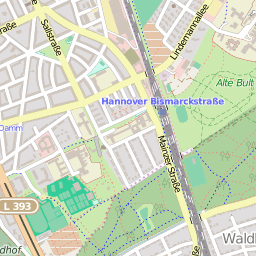 Sallstraße
Lindemannallee
Alte Bult
Hannover Bismarckstraße
Damm
Mainzer Straße
L 393
Waldh
dhof